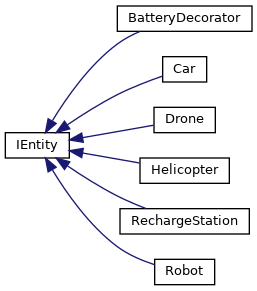 BatteryDecorator
Car
Drone
IEntity
Helicopter
RechargeStation
Robot